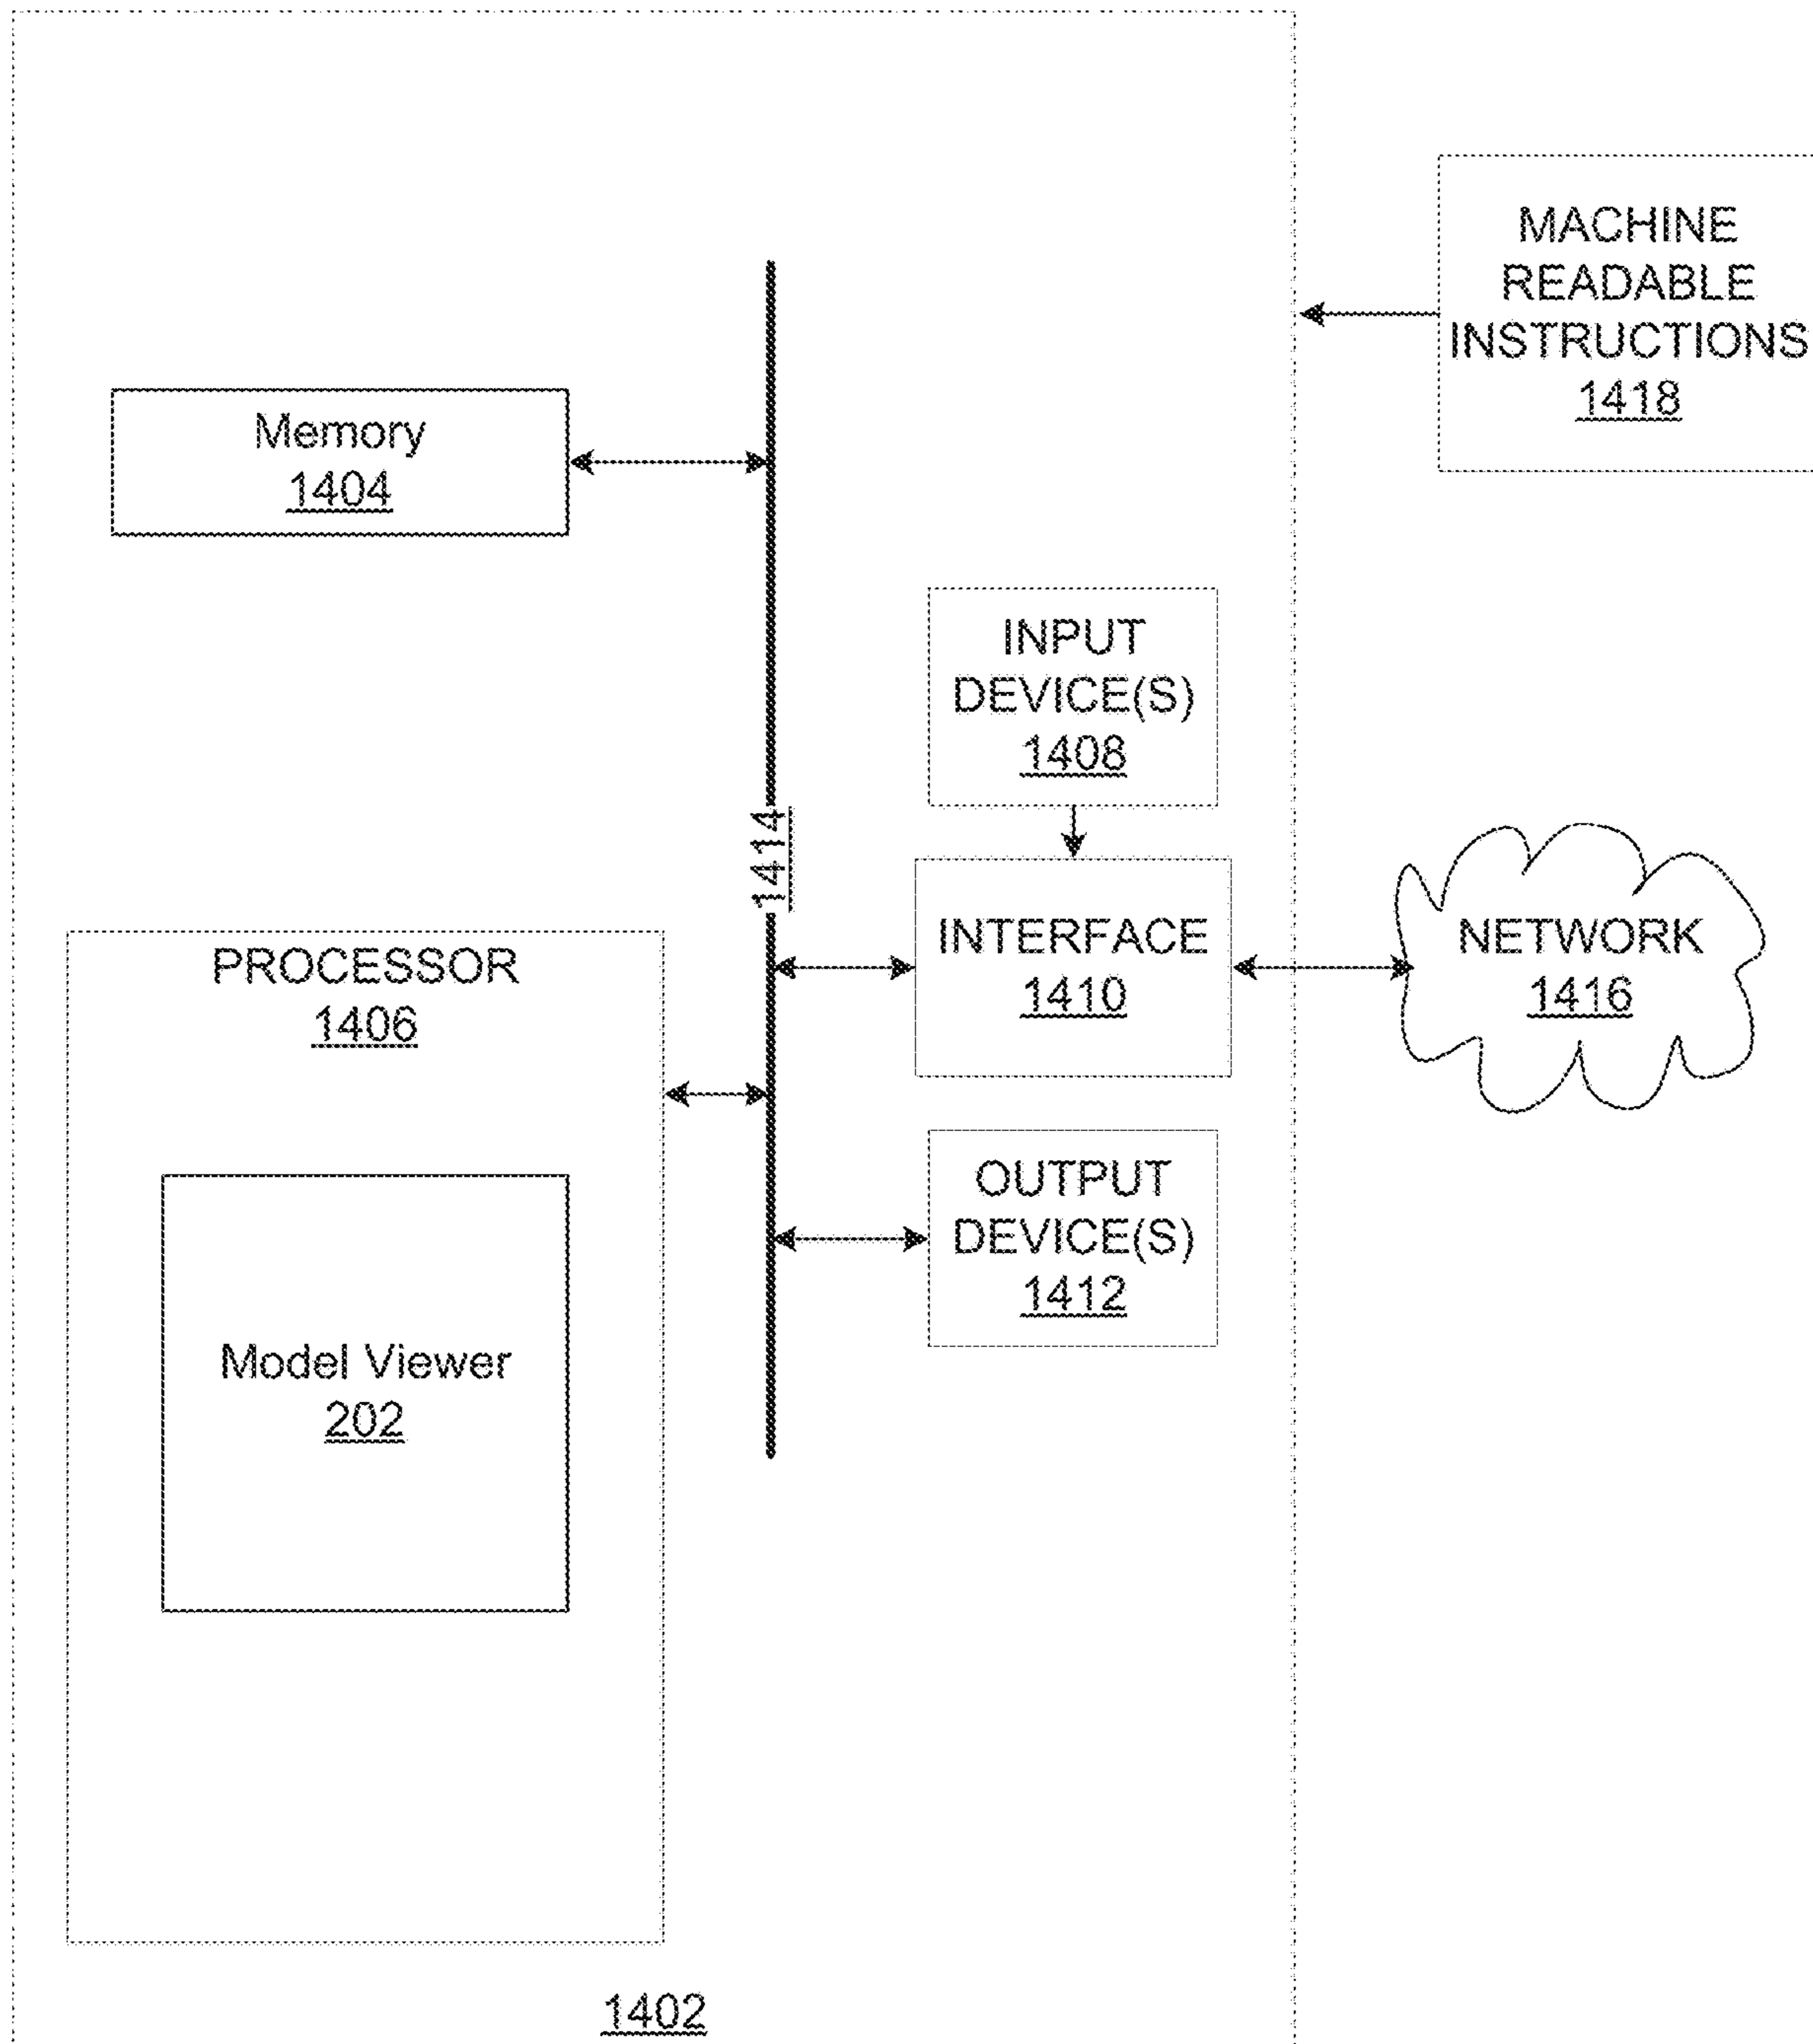 MACHINE
READABLE
INSTRUCTIONS
1418
Memory
1404
INPUT
DEVICE(S)
1408
1414
INTERFACE
1410
NETWORK
1416
PROCESSOR
1406
OUTPUT
DEVICE(S)
1412
Model Viewer
202
1402